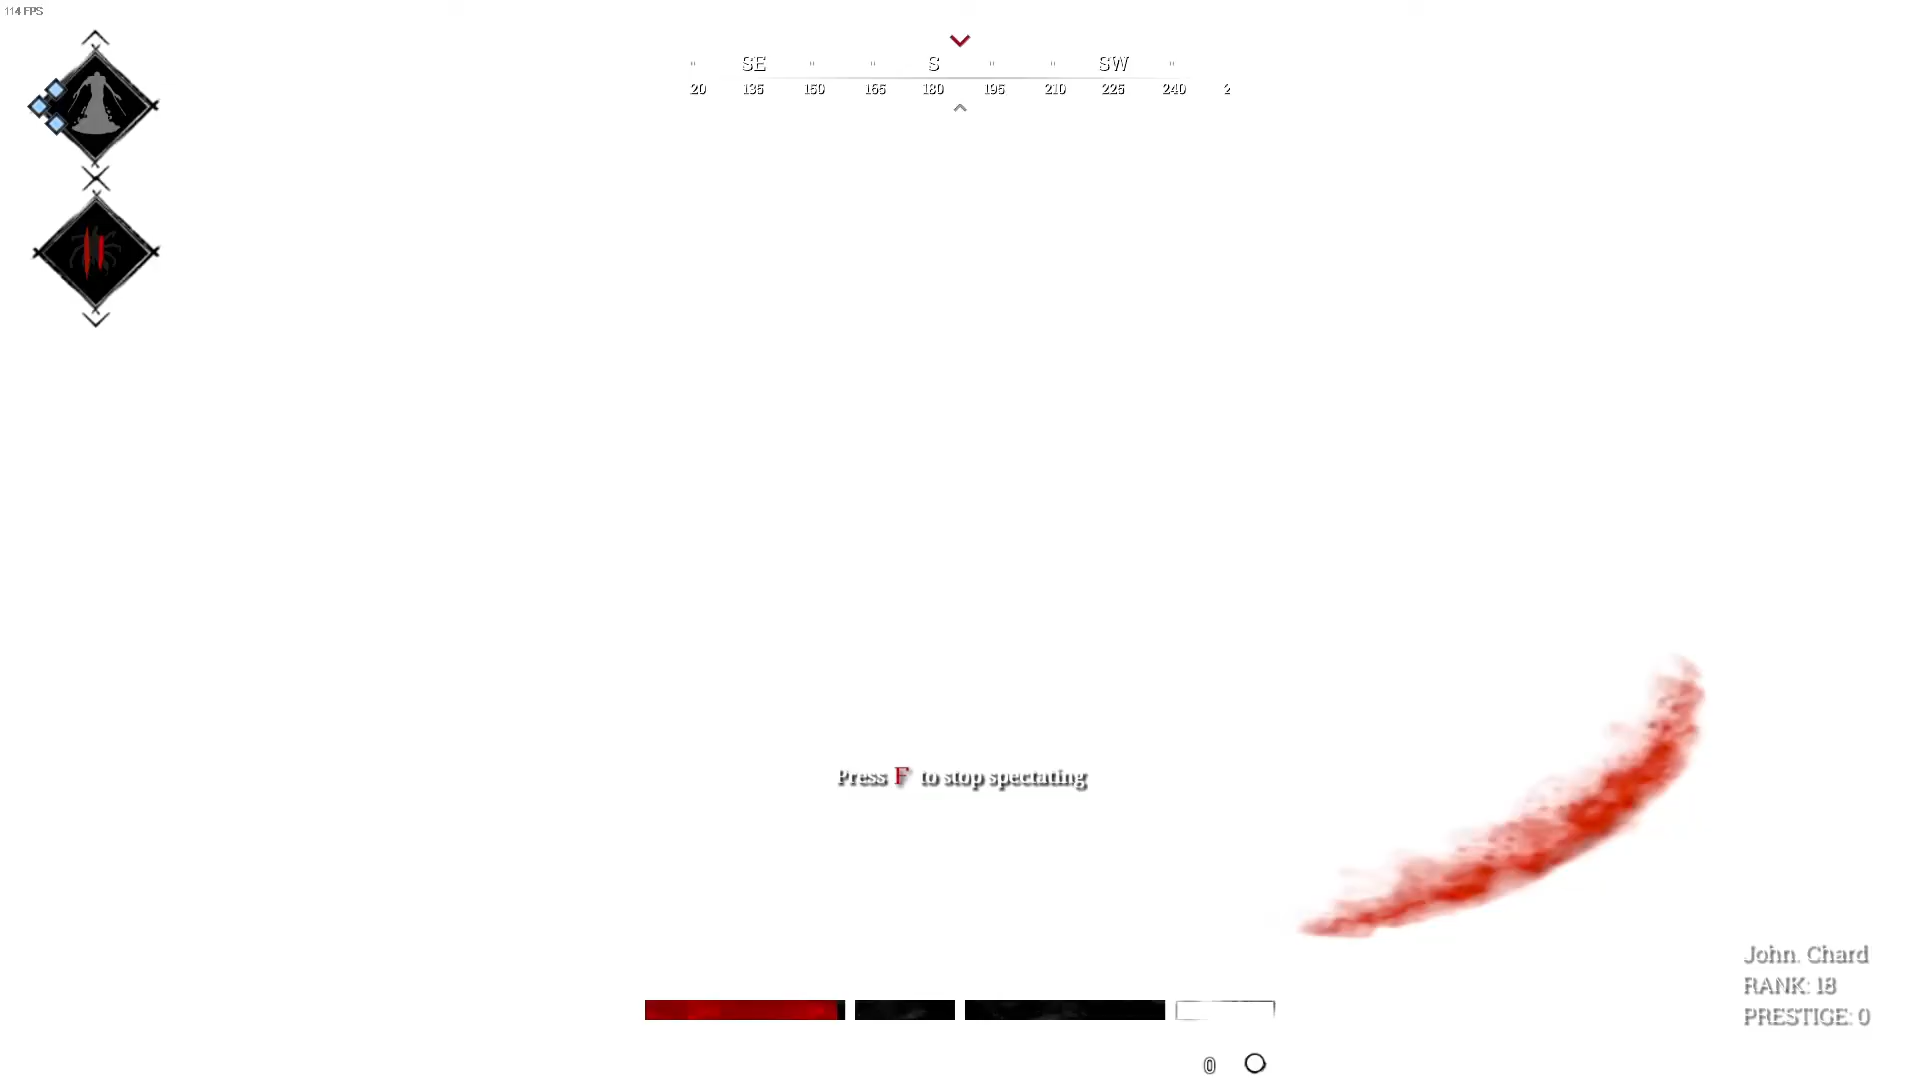 114 FPS
SE S SW
20 135 150 165 180 195 210 225 240 2
Press F to stop spectating
John. Chard
RANK: 18
PRESTIGE: 0
0